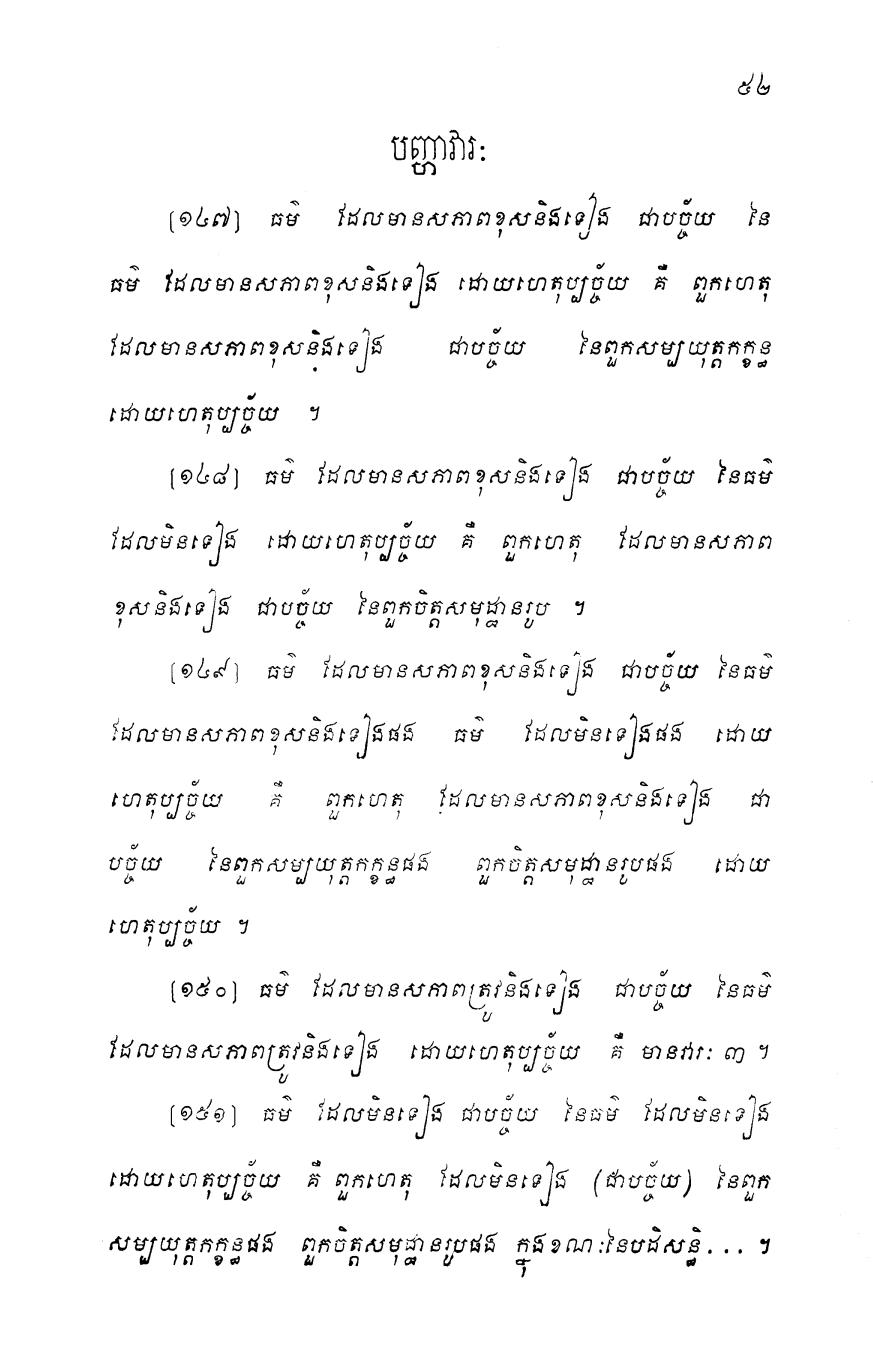 ៥២
បញ្ហាវារៈ
[១៤៧] ធម៌ ដែលមានសភាពខុសនិងទៀង ជាបច្ច័យ នៃ
ធម៌ ដែលមានសភាពខុសនិងទៀង ដោយហេតុប្បច្ច័យ គឺ ពួកហេតុ
ដែលមានសភាពខុសនិងទៀង ជាបច្ច័យ នៃពួកសម្បយុត្តកក្ខន្ធ
ដោយហេតុប្បច្ច័យ ។
[១៤៨] ធម៌ ដែលមានសភាពខុសនិងទៀង ជាបច្ច័យ នៃធម៌
ដែលមិនទៀង ដោយហេតុប្បច្ច័យ គឺ ពួកហេតុ ដែលមានសភាព
ខុសនិងទៀង ជាបច្ច័យ នៃពួកចិត្តសមុដ្ឋានរូប ។
[១៤៩] ធម៌ ដែលមានសភាពខុសនិងទៀង ជាបច្ច័យ នៃធម៌
ដែលមានសភាពខុសនិងទៀងផង ធម៌ ដែលមិនទៀងផង ដោយ
ហេតុប្បច្ច័យ គឺ ពួកហេតុ ដែលមានសភាពខុសនិងទៀង ជា
បច្ច័យ នៃពួកសម្បយុត្តកក្ខន្ធផង ពួកចិត្តសមុដ្ឋានរូបផង ដោយ
ហេតុប្បច្ច័យ ។
[១៥០] ធម៌ ដែលមានសភាពត្រូវនិងទៀង ជាបច្ច័យ នៃធម៌
ដែលមានសភាពត្រូវនិងទៀង ដោយហេតុប្បច្ច័យ គឺ មានវារៈ ៣ ។
[១៥១] ធម៌ ដែលមិនទៀង ជាបច្ច័យ នៃធម៌ ដែលមិនទៀង
ដោយហេតុប្បច្ច័យ គឺ ពួកហេតុ ដែលមិនទៀង (ជាបច្ច័យ) នៃពួក
សម្បយុត្តកក្ខន្ធផង ពួកចិត្តសមុដ្ឋានរូបផង ក្នុងខណៈនៃបដិសន្ធិ... ។